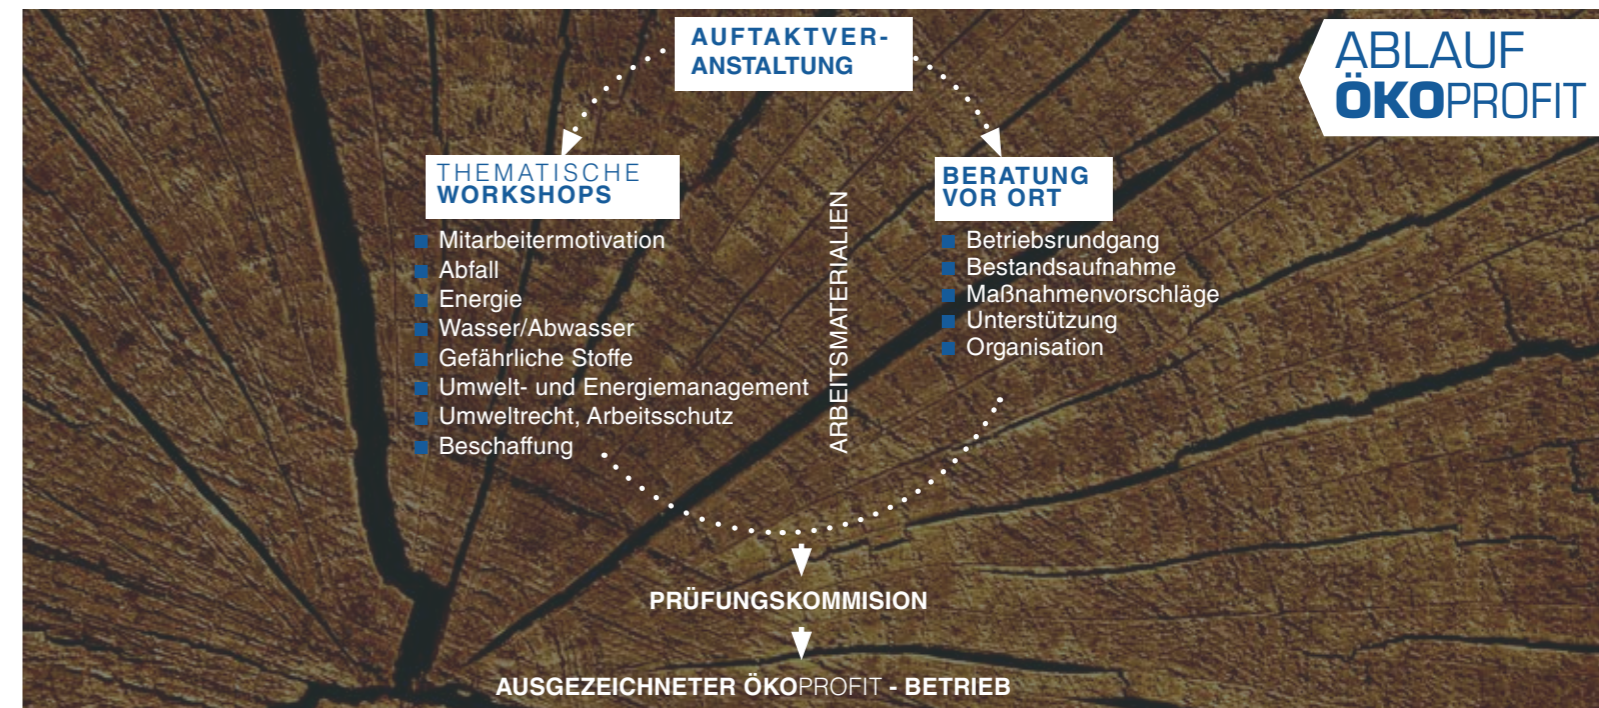 AUFTAKTVER-
ANSTALTUNG
ABLAUF
ÖKOPROFIT
THEMATISCHE
WORKSHOPS
Mitarbeitermotivation
Abfall
Energie
Wasser/Abwasser
Gefährliche Stoffe
Umwelt- und Energiemanagement
Umweltrecht, Arbeitsschutz
Beschaffung
ARBEITSMATERIALIEN
BERATUNG
VOR ORT
Betriebsrundgang
Bestandsaufnahme
Maßnahmenvorschläge
Unterstützung
Organisation
PRÜFUNGSKOMMISION
AUSGEZEICHNETER ÖKOPROFIT - BETRIEB